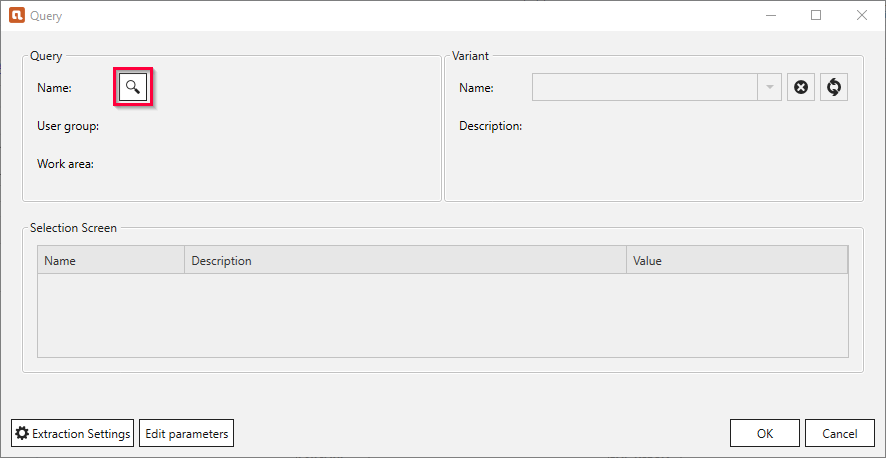 Query
Query
Name:
User group:
Work area:
Variant
Name:
Description:
Selection Screen
Name Description Value
Extraction Settings Edit parameters OK Cancel